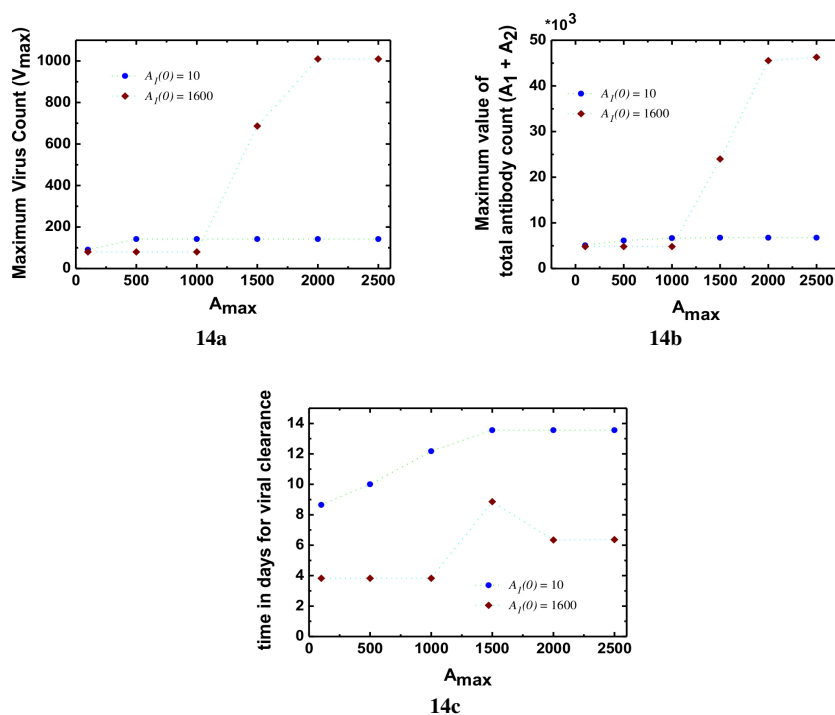 1000
800
600
400
200
0
Maximum Virus Count (Vmax)
A1(0) = 10
A1(0) = 1600
0 500 1000 1500 2000 2500
Amax
14a
*10³
50
40
30
20
10
0
Maximum value of
total antibody count (A1 + A2)
A1(0) = 10
A1(0) = 1600
0 500 1000 1500 2000 2500
Amax
14b
14
12
10
8
6
4
2
0
time in days for viral clearance
A1(0) = 10
A1(0) = 1600
0 500 1000 1500 2000 2500
Amax
14c